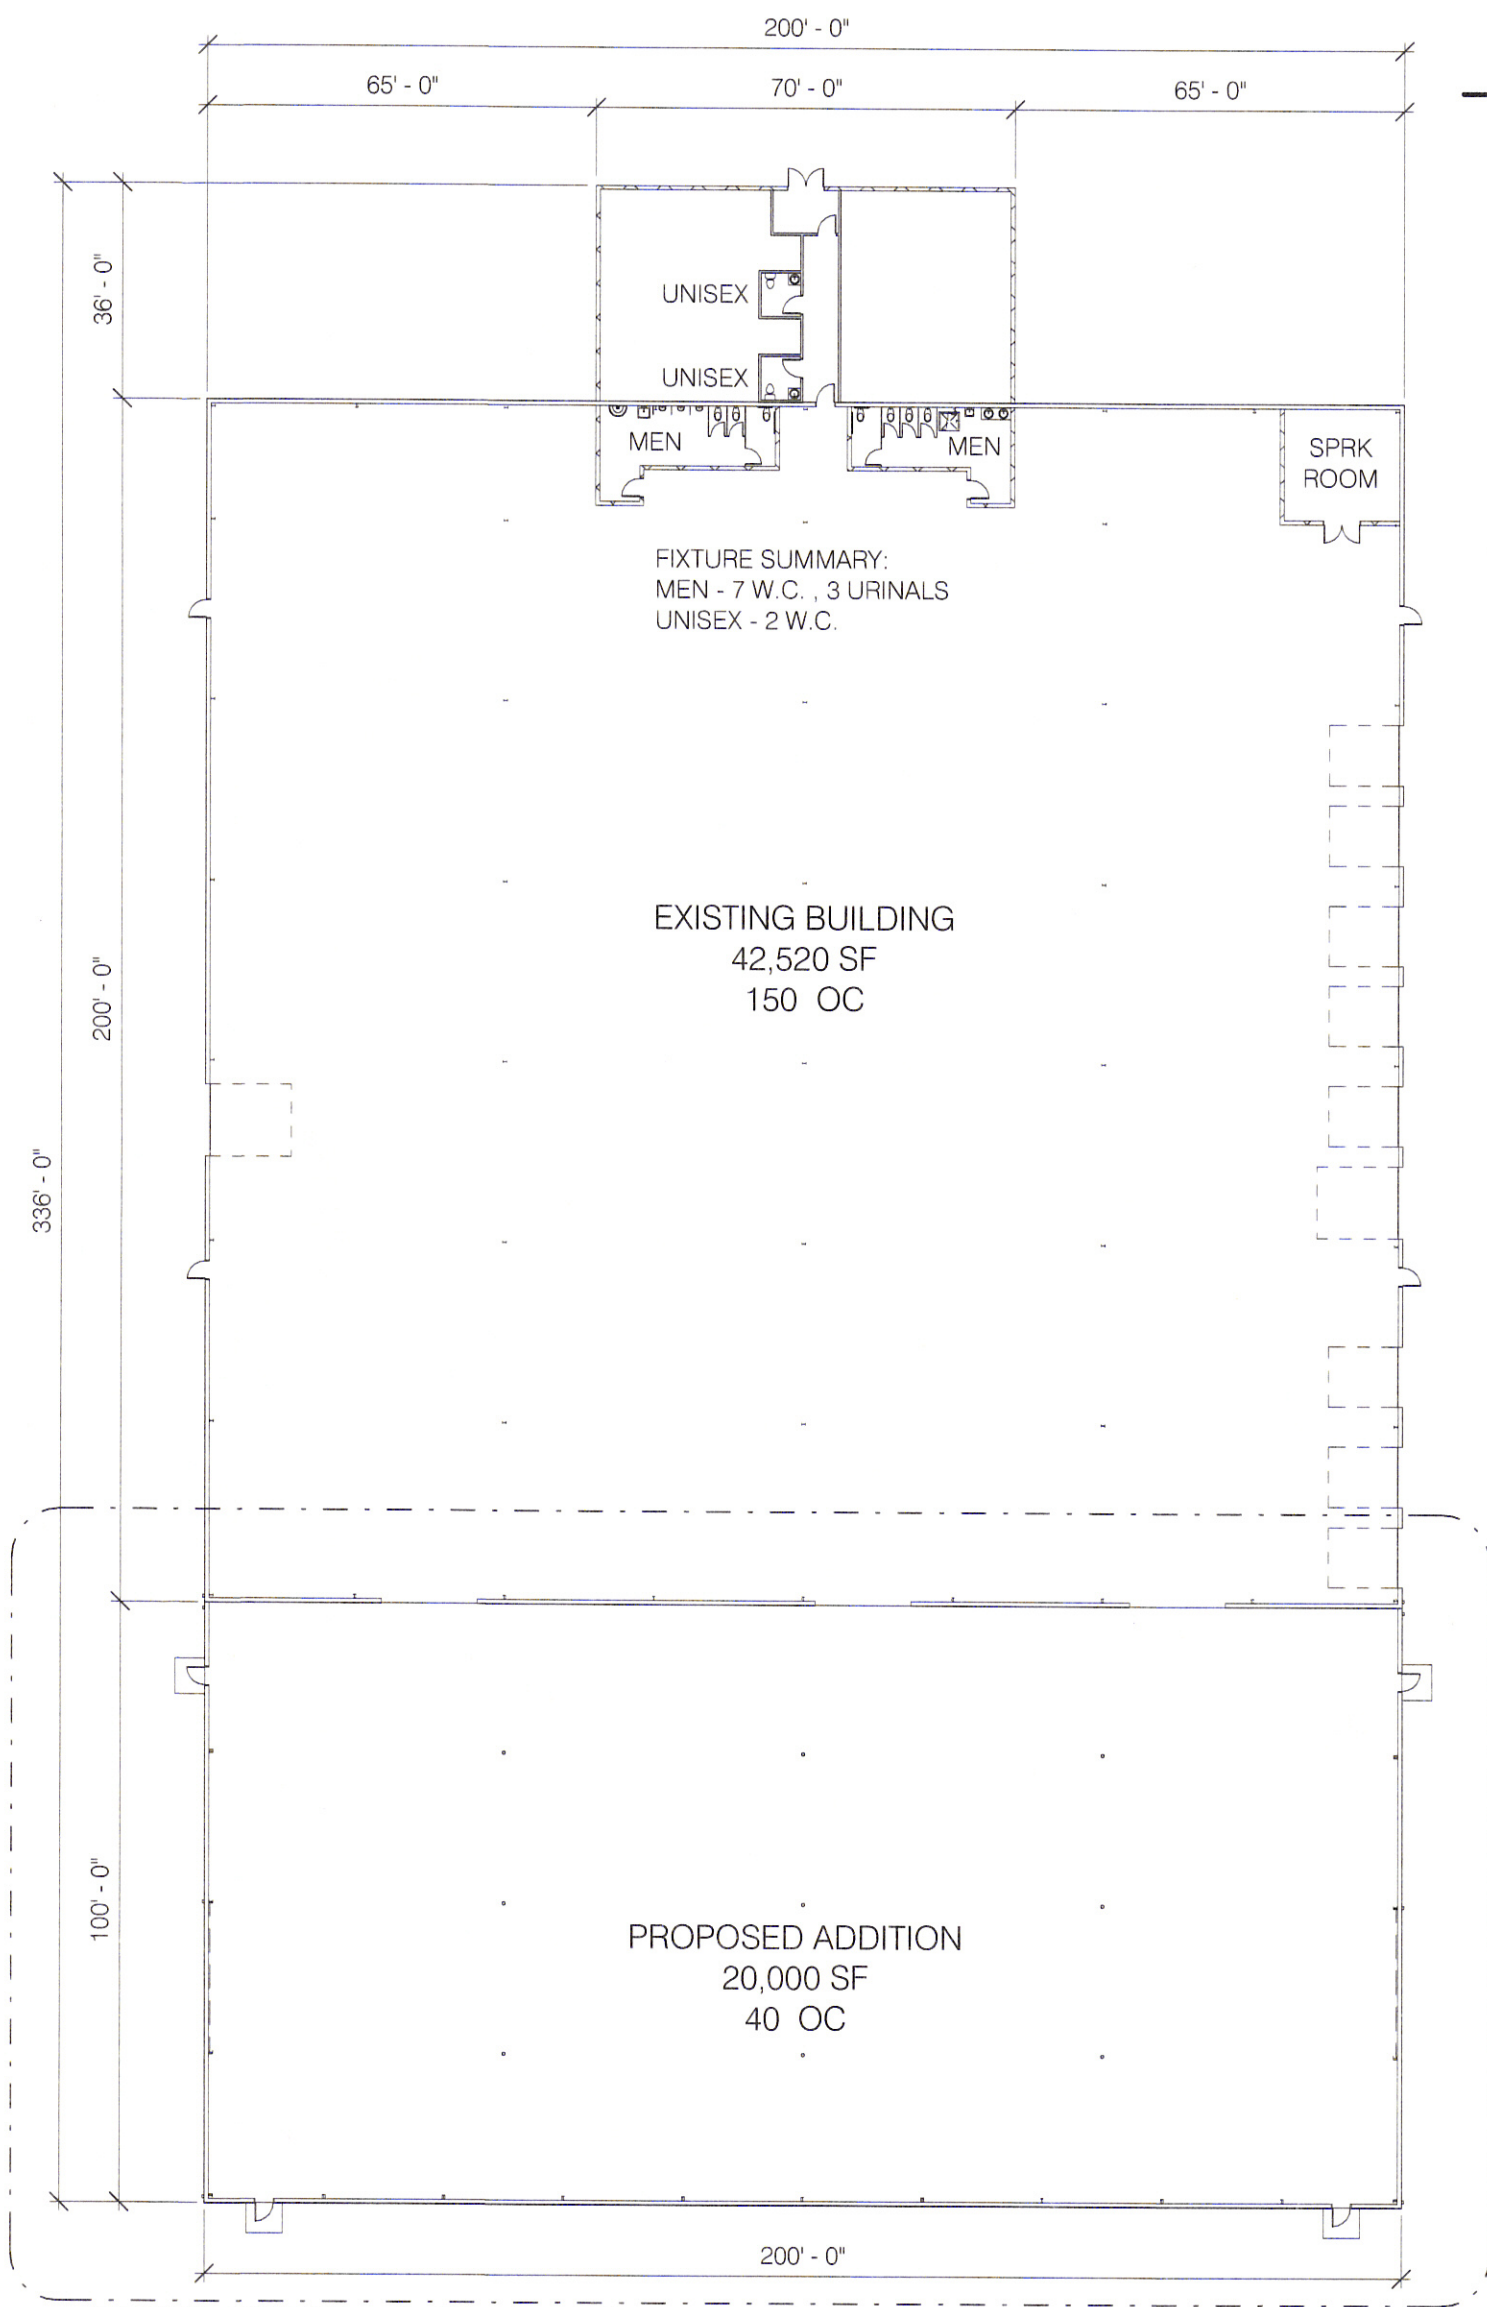 200' - 0"
65' - 0"
70' - 0"
65' - 0"
36' - 0"
UNISEX
UNISEX
MEN
MEN
SPRK
ROOM
FIXTURE SUMMARY:
MEN - 7 W.C. , 3 URINALS
UNISEX - 2 W.C.
EXISTING BUILDING
42,520 SF
150 OC
200' - 0"
336' - 0"
100' - 0"
PROPOSED ADDITION
20,000 SF
40 OC
200' - 0"